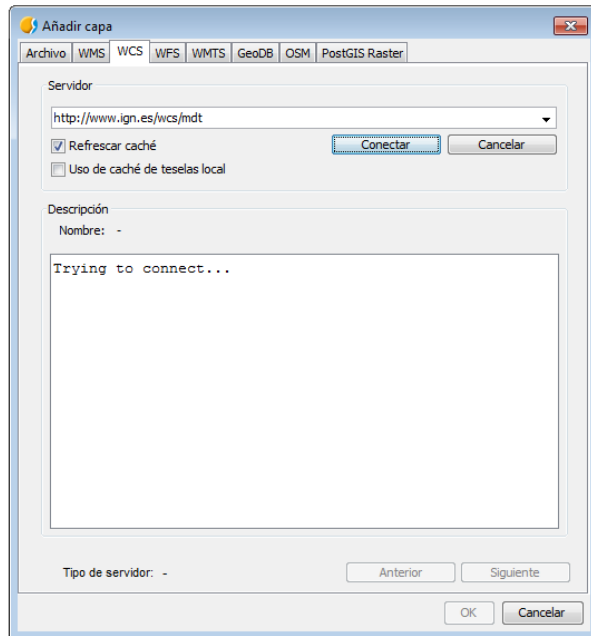 Añadir capa
Archivo WMS WCS WFS WMTS GeoDB OSM PostGIS Raster
Servidor
http://www.ign.es/wcs/mdt
Refrescar caché Conectar Cancelar
Uso de caché de teselas local
Descripción
Nombre: -
Trying to connect...
Tipo de servidor: - Anterior Siguiente
OK Cancelar